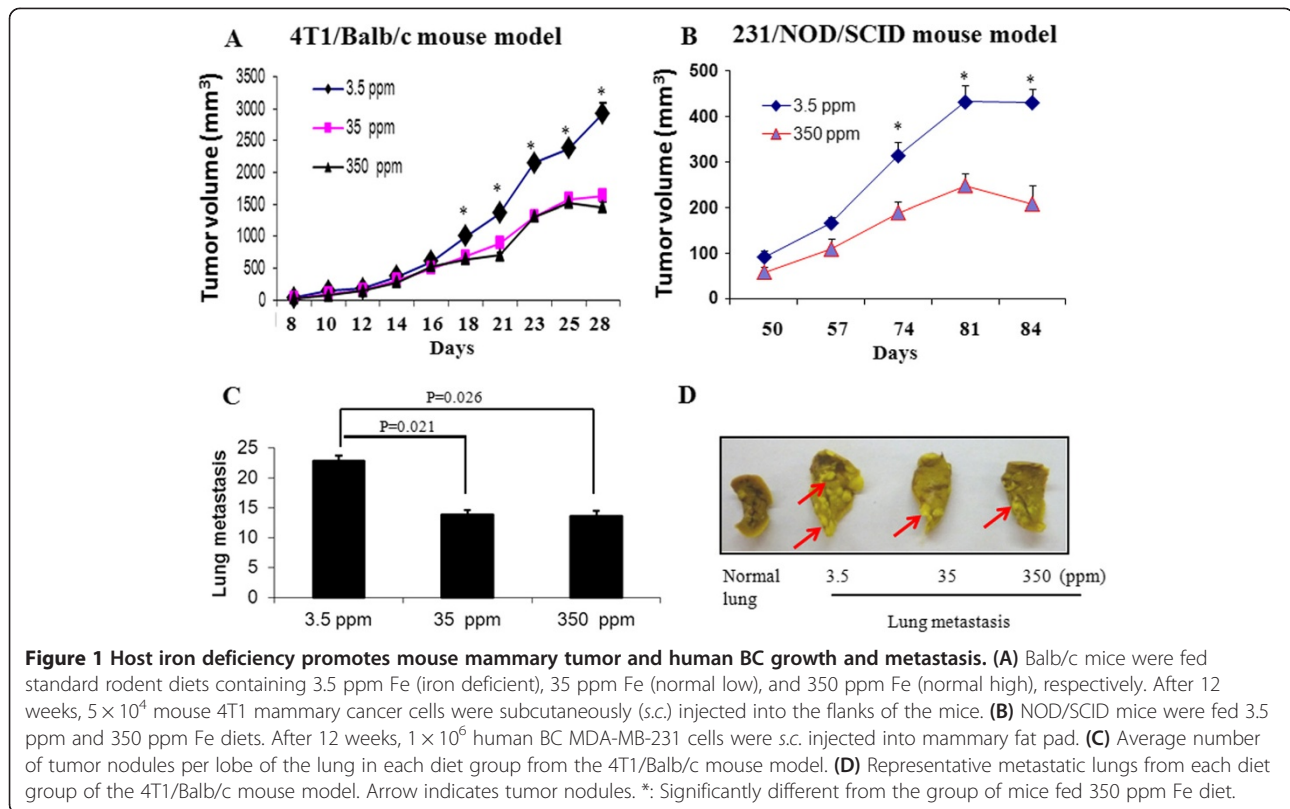 A 4T1/Balb/c mouse model
Tumor volume (mm³)
3500
3000
2500
2000
1500
1000
500
0
3.5 ppm
35 ppm
350 ppm
* * * * *
8 10 12 14 16 18 21 23 25 28
Days
B 231/NOD/SCID mouse model
Tumor volume (mm³)
500
400
300
200
100
0
3.5 ppm
350 ppm
* * *
50 57 74 81 84
Days
C
P=0.026
P=0.021
Lung metastasis
25
20
15
10
5
0
3.5 ppm 35 ppm 350 ppm
D
Normal lung
3.5 35 350 (ppm)
Lung metastasis
Figure 1 Host iron deficiency promotes mouse mammary tumor and human BC growth and metastasis. (A) Balb/c mice were fed
standard rodent diets containing 3.5 ppm Fe (iron deficient), 35 ppm Fe (normal low), and 350 ppm Fe (normal high), respectively. After 12
weeks, 5 × 10⁴ mouse 4T1 mammary cancer cells were subcutaneously (s.c.) injected into the flanks of the mice. (B) NOD/SCID mice were fed 3.5
ppm and 350 ppm Fe diets. After 12 weeks, 1 × 10⁶ human BC MDA-MB-231 cells were s.c. injected into mammary fat pad. (C) Average number
of tumor nodules per lobe of the lung in each diet group from the 4T1/Balb/c mouse model. (D) Representative metastatic lungs from each diet
group of the 4T1/Balb/c mouse model. Arrow indicates tumor nodules. *: Significantly different from the group of mice fed 350 ppm Fe diet.